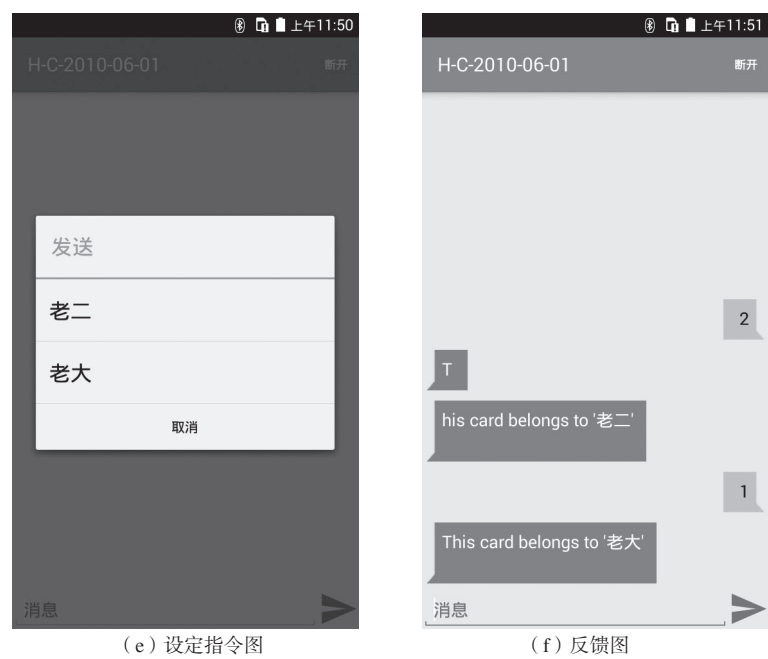 上午11:50
H-C-2010-06-01 断开
发送
老二
老大
取消
消息
(e)设定指令图
上午11:51
H-C-2010-06-01 断开
2
T
his card belongs to '老二'
1
This card belongs to '老大'
消息
(f)反馈图